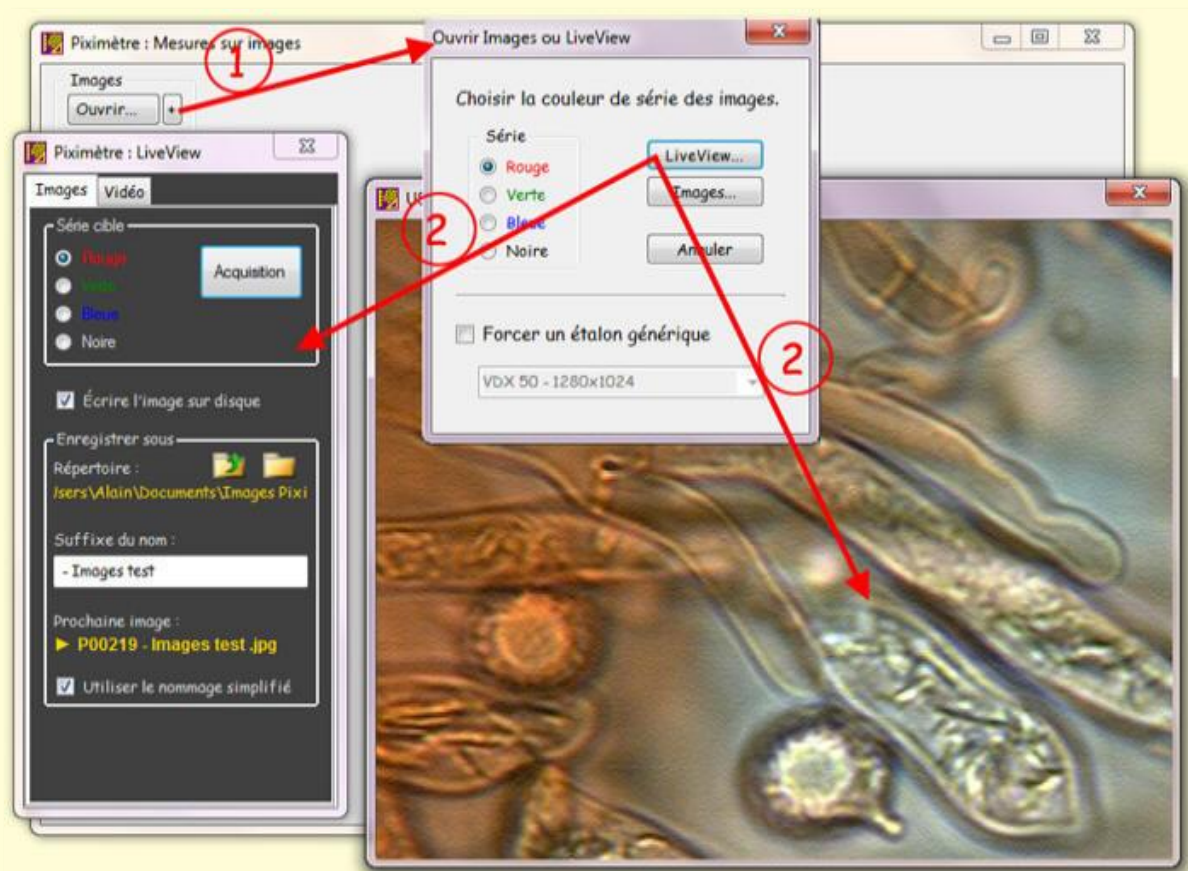 Piximètre : Mesures sur images
Images
Ouvrir...
+
1
Ouvrir Images ou LiveView
Choisir la couleur de série des images.
Série
Rouge
Verte
Bleue
Noire
LiveView...
Images...
Annuler
Forcer un étalon générique
VDX 50 - 1280x1024
2
2
Piximètre : LiveView
Images
Vidéo
Série cible
Rouge
Verte
Bleue
Noire
Acquisition
Écrire l'image sur disque
Enregistrer sous
Répertoire :
Jsers\Alain\Documents\Images Pixi
Suffixe du nom :
- Images test
Prochaine image :
► P00219 - Images test .jpg
Utiliser le nommage simplifié